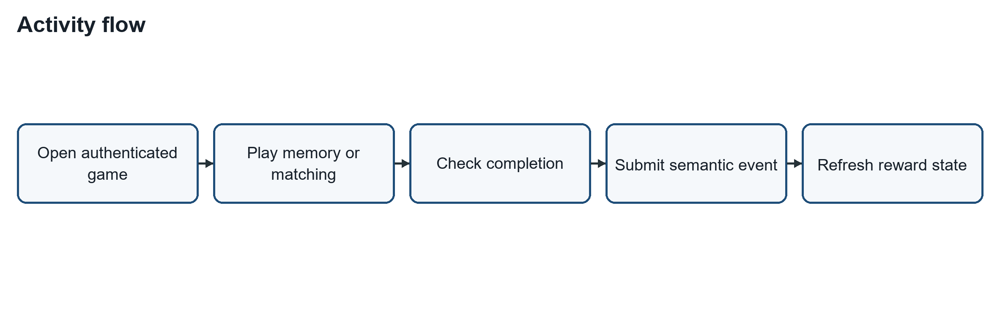 Activity flow
Open authenticated
game
Play memory or
matching
Check completion
Submit semantic event
Refresh reward state